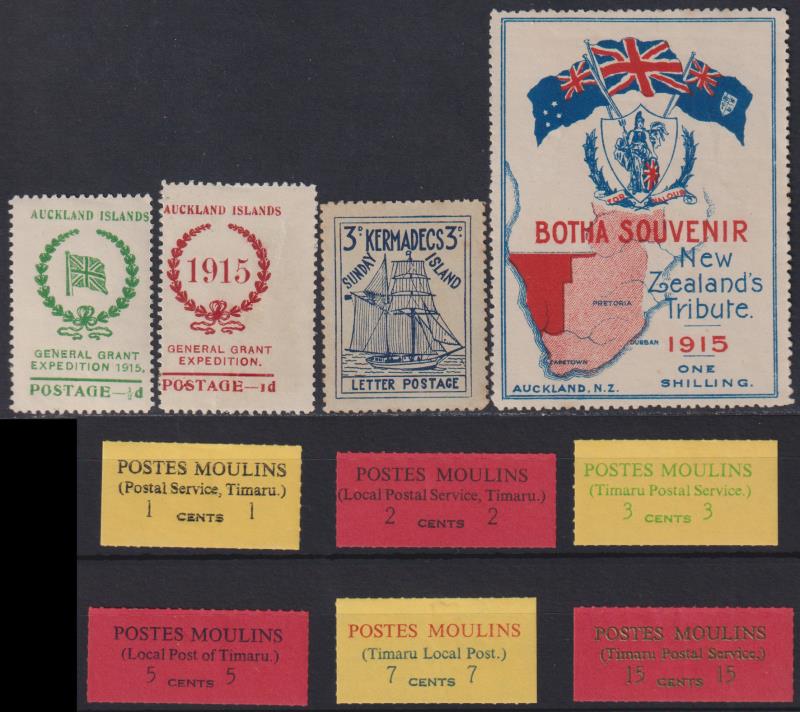 AUCKLAND ISLANDS
GENERAL GRANT
EXPEDITION 1915.
POSTAGE—½d
AUCKLAND ISLANDS
1915
GENERAL GRANT
EXPEDITION.
POSTAGE—1d
3ᴰ KERMADECS 3ᴰ
SUNDAY ISLAND
LETTER POSTAGE
FOR VALOUR
BOTHA SOUVENIR
New
Zealand's
Tribute.
PRETORIA
1915
DURBAN
CAPETOWN
ONE
SHILLING.
AUCKLAND, N.Z.
POSTES MOULINS
(Postal Service, Timaru.)
1 CENTS 1
POSTES MOULINS
(Local Postal Service, Timaru.)
2 CENTS 2
POSTES MOULINS
(Timaru Postal Service.)
3 CENTS 3
POSTES MOULINS
(Local Post of Timaru.)
5 CENTS 5
POSTES MOULINS
(Timaru Local Post.)
7 CENTS 7
POSTES MOULINS
(Timaru Postal Service.)
15 CENTS 15